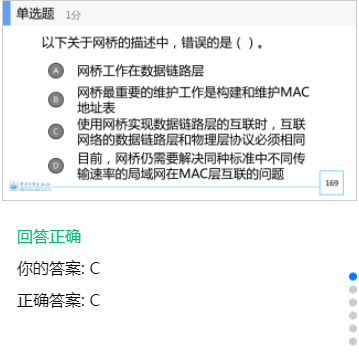 单选题 1分
以下关于网桥的描述中，错误的是（ ）。
A 网桥工作在数据链路层
B 网桥最重要的维护工作是构建和维护MAC
地址表
C 使用网桥实现数据链路层的互联时，互联
网络的数据链路层和物理层协议必须相同
D 目前，网桥仍需要解决同种标准中不同传
输速率的局域网在MAC层互联的问题
169
回答正确
你的答案: C
正确答案: C